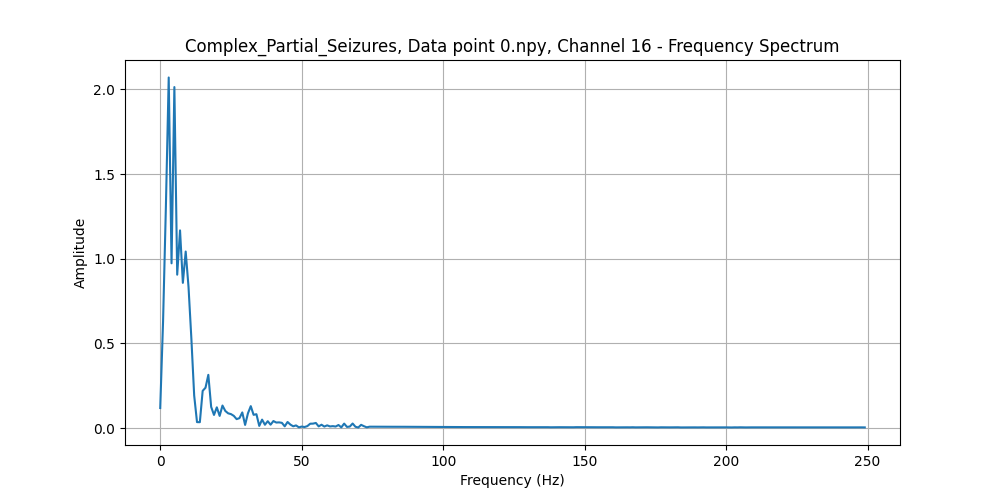 Complex_Partial_Seizures, Data point 0.npy, Channel 16 - Frequency Spectrum
2.0
1.5
1.0
0.5
0.0
Amplitude
0 50 100 150 200 250
Frequency (Hz)